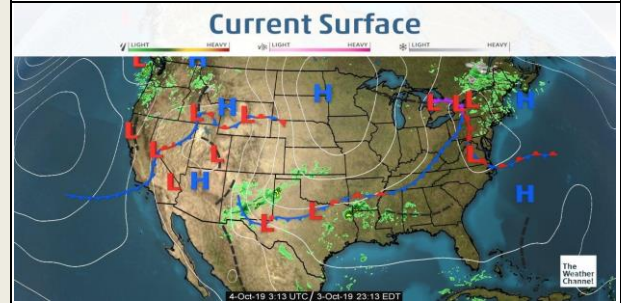 Current Surface
LIGHT HEAVY LIGHT HEAVY LIGHT HEAVY
L H
H L L L H
L H L
L
L L L
L H H
L L
The
Weather
Channel
4-Oct-19 3:13 UTC / 3-Oct-19 23:13 EDT